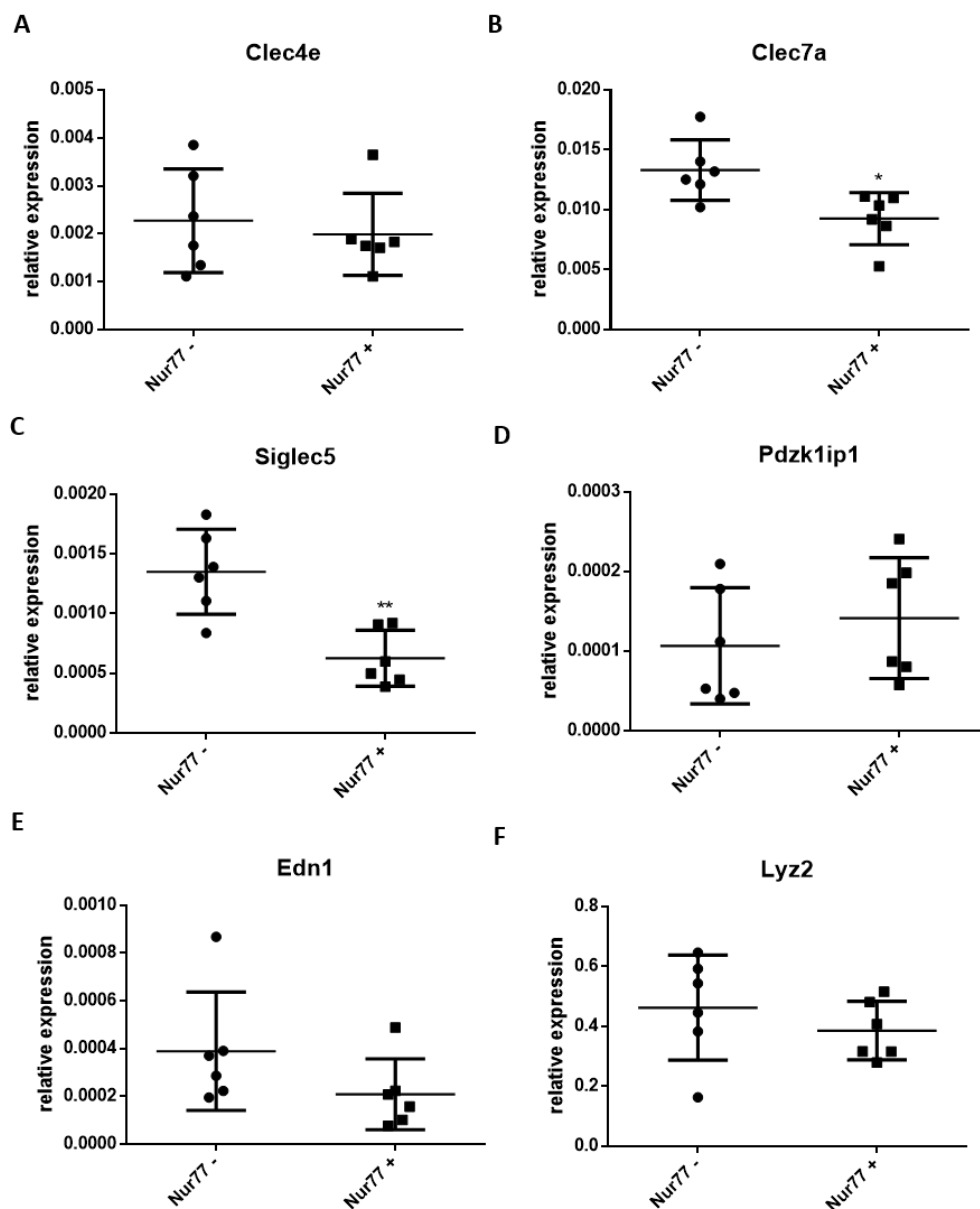 A
Clec4e
relative expression
0.005
0.004
0.003
0.002
0.001
0.000
Nur77 -
Nur77 +
B
Clec7a
relative expression
0.020
0.015
0.010
0.005
0.000
*
Nur77 -
Nur77 +
C
Siglec5
relative expression
0.0020
0.0015
0.0010
0.0005
0.0000
**
Nur77 -
Nur77 +
D
Pdzk1ip1
relative expression
0.0003
0.0002
0.0001
0.0000
Nur77 -
Nur77 +
E
Edn1
relative expression
0.0010
0.0008
0.0006
0.0004
0.0002
0.0000
Nur77 -
Nur77 +
F
Lyz2
relative expression
0.8
0.6
0.4
0.2
0.0
Nur77 -
Nur77 +